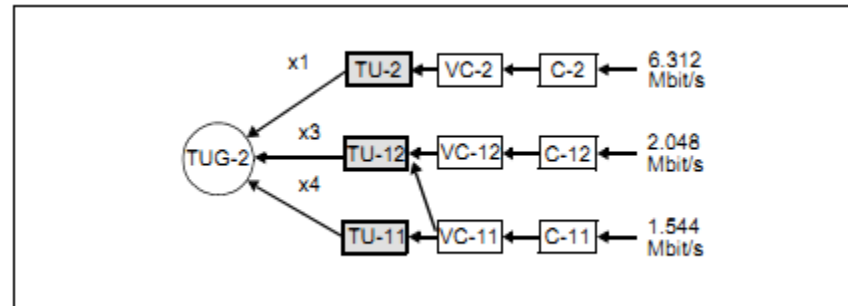 x1
TU-2
VC-2
C-2
6.312
Mbit/s
x3
TUG-2
TU-12
VC-12
C-12
2.048
Mbit/s
x4
TU-11
VC-11
C-11
1.544
Mbit/s